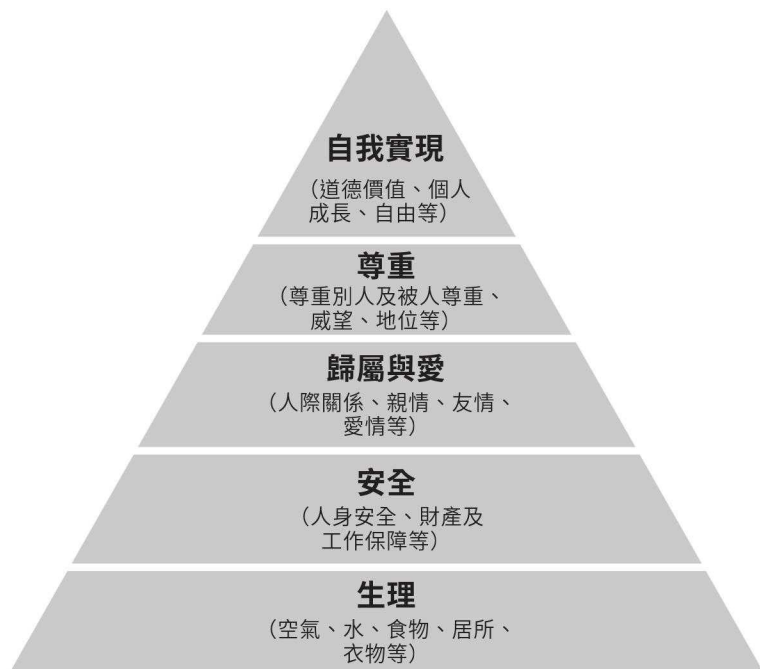 自我實現
（道德價值、個人
成長、自由等）
尊重
（尊重別人及被人尊重、
威望、地位等）
歸屬與愛
（人際關係、親情、友情、
愛情等）
安全
（人身安全、財產及
工作保障等）
生理
（空氣、水、食物、居所、
衣物等）